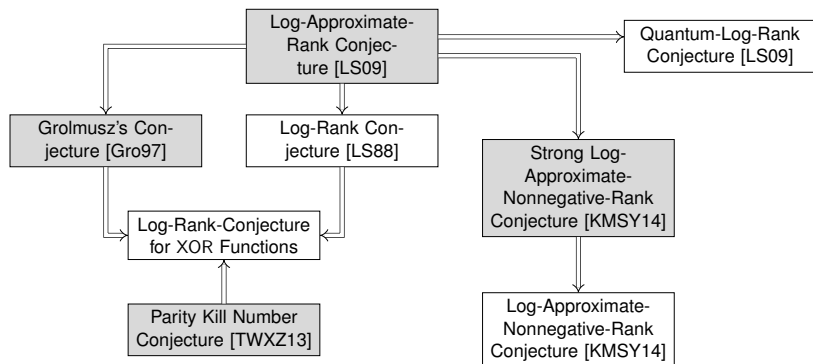 Log-Approximate-
Rank Conjec-
ture [LS09]
Quantum-Log-Rank
Conjecture [LS09]
Grolmusz's Con-
jecture [Gro97]
Log-Rank Con-
jecture [LS88]
Strong Log-
Approximate-
Nonnegative-Rank
Conjecture [KMSY14]
Log-Rank-Conjecture
for XOR Functions
Parity Kill Number
Conjecture [TWXZ13]
Log-Approximate-
Nonnegative-Rank
Conjecture [KMSY14]